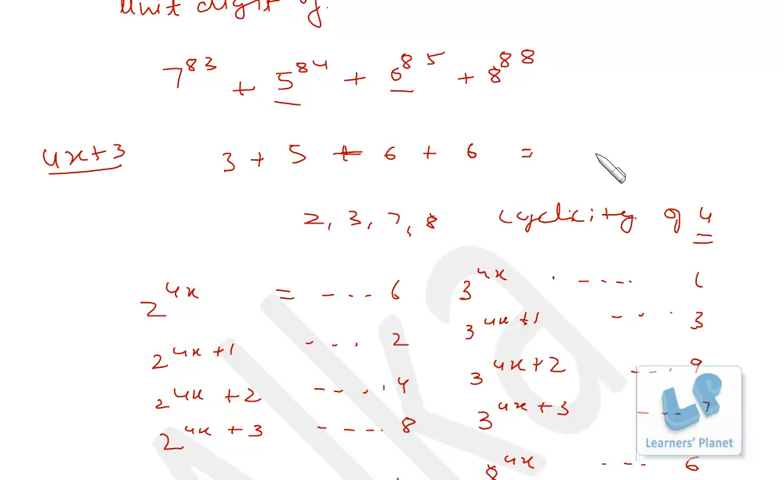 Unit digit of
7^83 + 5^84 + 6^85 + 8^88
4x+3 3 + 5 + 6 + 6 =
2, 3, 7, 8 cyclicity of 4
2^4x = --- 6 3^4x . .... 1
2^4x+1 ... 2 3^4x+1 ... 3
2^4x+2 .... 4 3^4x+2 .... 9
2^4x+3 .... 8 3^4x+3 .... 7
8^4x ... 6
Alka
LP
Learners' Planet